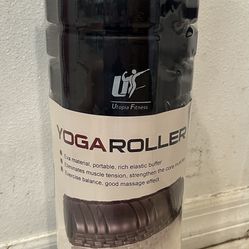 U
Utopia Fitness
YOGAROLLER
Eva material, portable, rich elastic buffer
Eliminates muscle tension, strengthen the core muscles
Exercise balance, good massage effect.